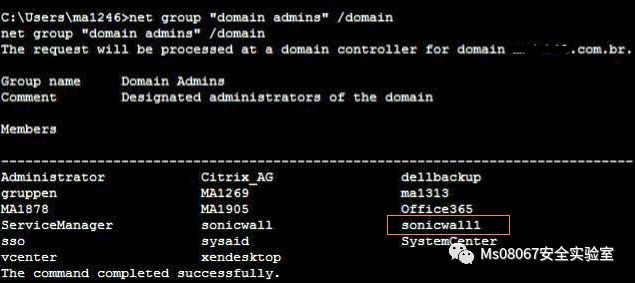 C:\Users\ma1246>net group "domain admins" /domain
net group "domain admins" /domain
The request will be processed at a domain controller for domain .com.br.
Group name Domain Admins
Comment Designated administrators of the domain
Members
-------------------------------------------------------------------------------
Administrator Citrix_AG dellbackup
gruppen MA1269 ma1313
MA1878 MA1905 Office365
ServiceManager sonicwall sonicwall1
sso sysaid SystemCenter
vcenter xendesktop
The command completed successfully.
Ms08067安全实验室